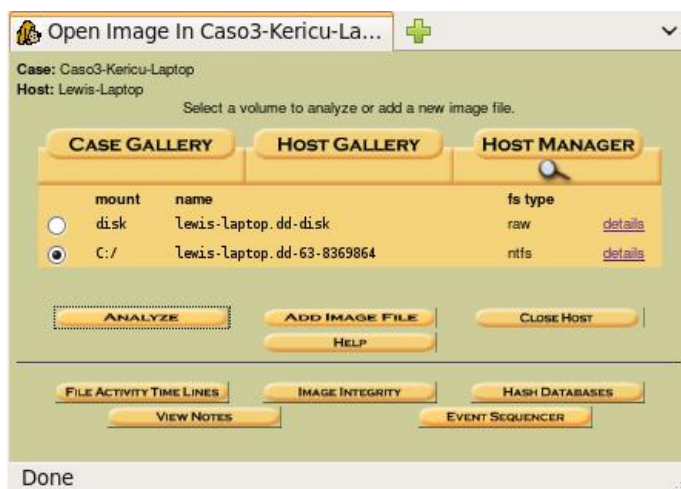 Open Image In Caso3-Kericu-La...
Case: Caso3-Kericu-Laptop
Host: Lewis-Laptop
Select a volume to analyze or add a new image file.
CASE GALLERY HOST GALLERY HOST MANAGER
mount name fs type
disk lewis-laptop.dd-disk raw details
C:/ lewis-laptop.dd-63-8369864 ntfs details
ANALYZE ADD IMAGE FILE CLOSE HOST
HELP
FILE ACTIVITY TIME LINES IMAGE INTEGRITY HASH DATABASES
VIEW NOTES EVENT SEQUENCER
Done